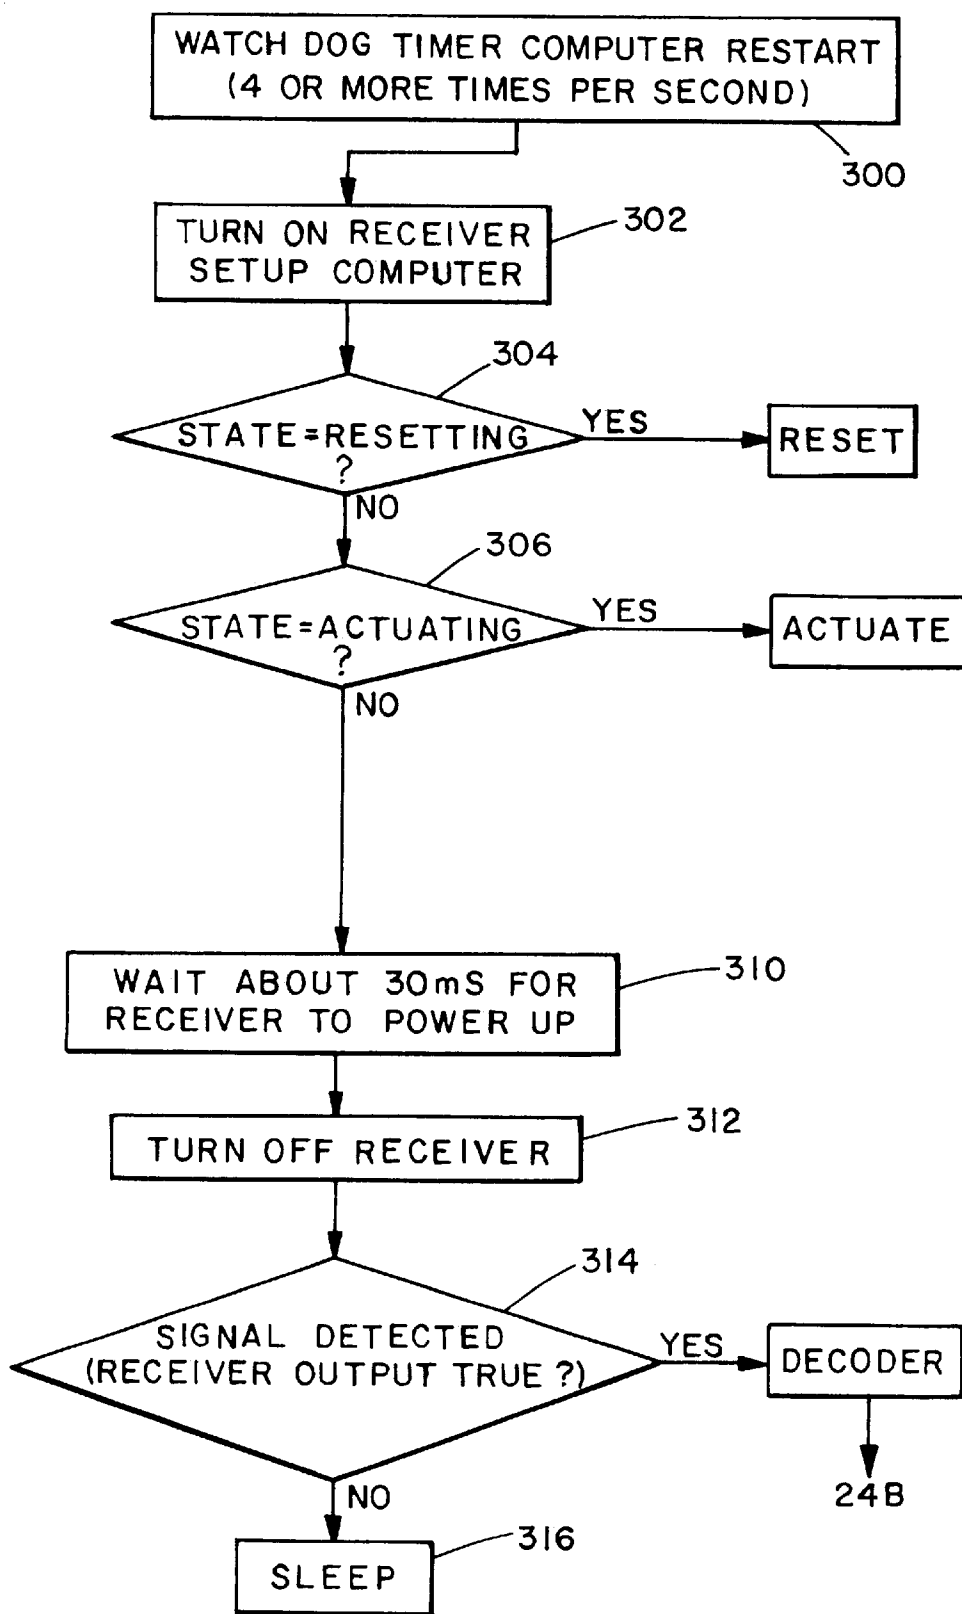 WATCH DOG TIMER COMPUTER RESTART
(4 OR MORE TIMES PER SECOND)
300
TURN ON RECEIVER
SETUP COMPUTER
302
304
STATE=RESETTING
?
YES
RESET
NO
306
STATE=ACTUATING
?
YES
ACTUATE
NO
WAIT ABOUT 30mS FOR
RECEIVER TO POWER UP
310
TURN OFF RECEIVER
312
314
SIGNAL DETECTED
(RECEIVER OUTPUT TRUE ?)
YES
DECODER
24B
NO
316
SLEEP